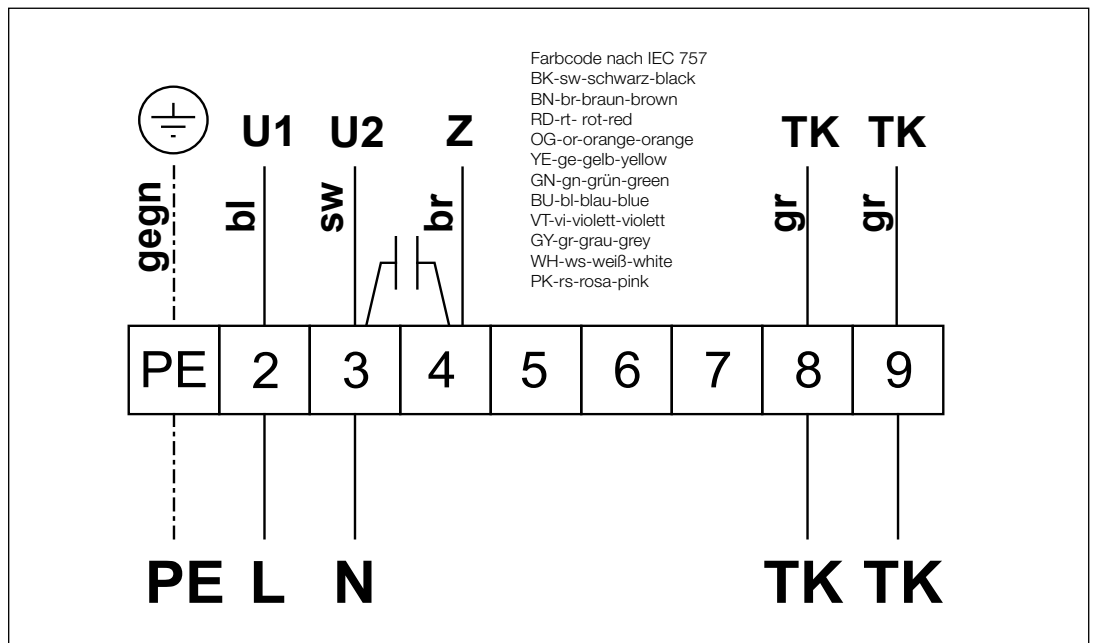 Farbcode nach IEC 757
BK-sw-schwarz-black
BN-br-braun-brown
RD-rt- rot-red
OG-or-orange-orange
YE-ge-gelb-yellow
GN-gn-grün-green
BU-bl-blau-blue
VT-vi-violett-violett
GY-gr-grau-grey
WH-ws-weiß-white
PK-rs-rosa-pink
U1 U2 Z TK TK
gegn bl sw br gr gr
PE 2 3 4 5 6 7 8 9
PE L N TK TK